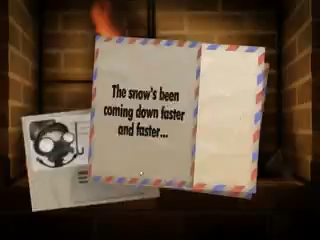 The snow's been
coming down faster
and faster...